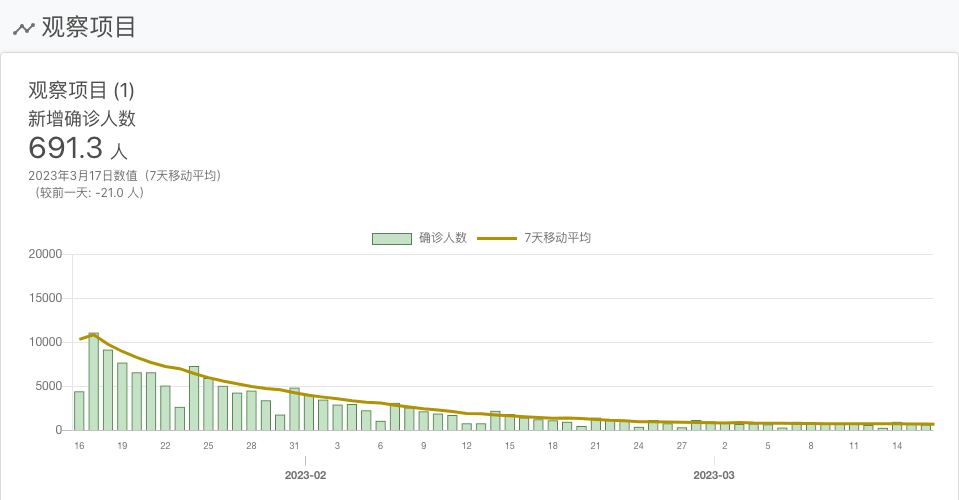 观察项目
观察项目 (1)
新增确诊人数
691.3 人
2023年3月17日数值（7天移动平均）
（较前一天: -21.0 人）
确诊人数 7天移动平均
20000
15000
10000
5000
0
16 19 22 25 28 31 3 6 9 12 15 18 21 24 27 2 5 8 11 14
2023-02 2023-03